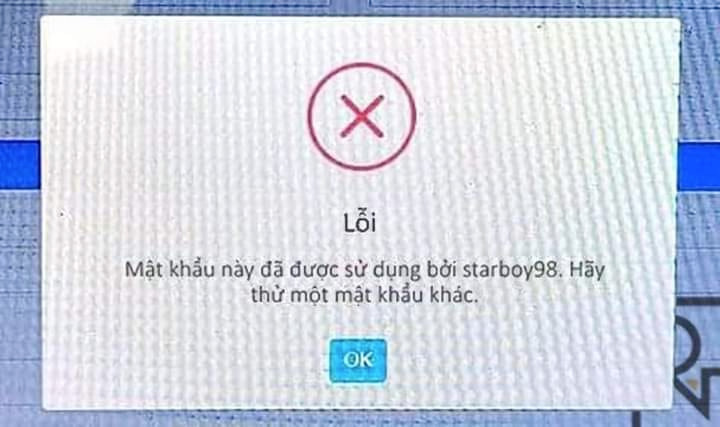 Lỗi
Mật khẩu này đã được sử dụng bởi starboy98. Hãy
thử một mật khẩu khác.
OK